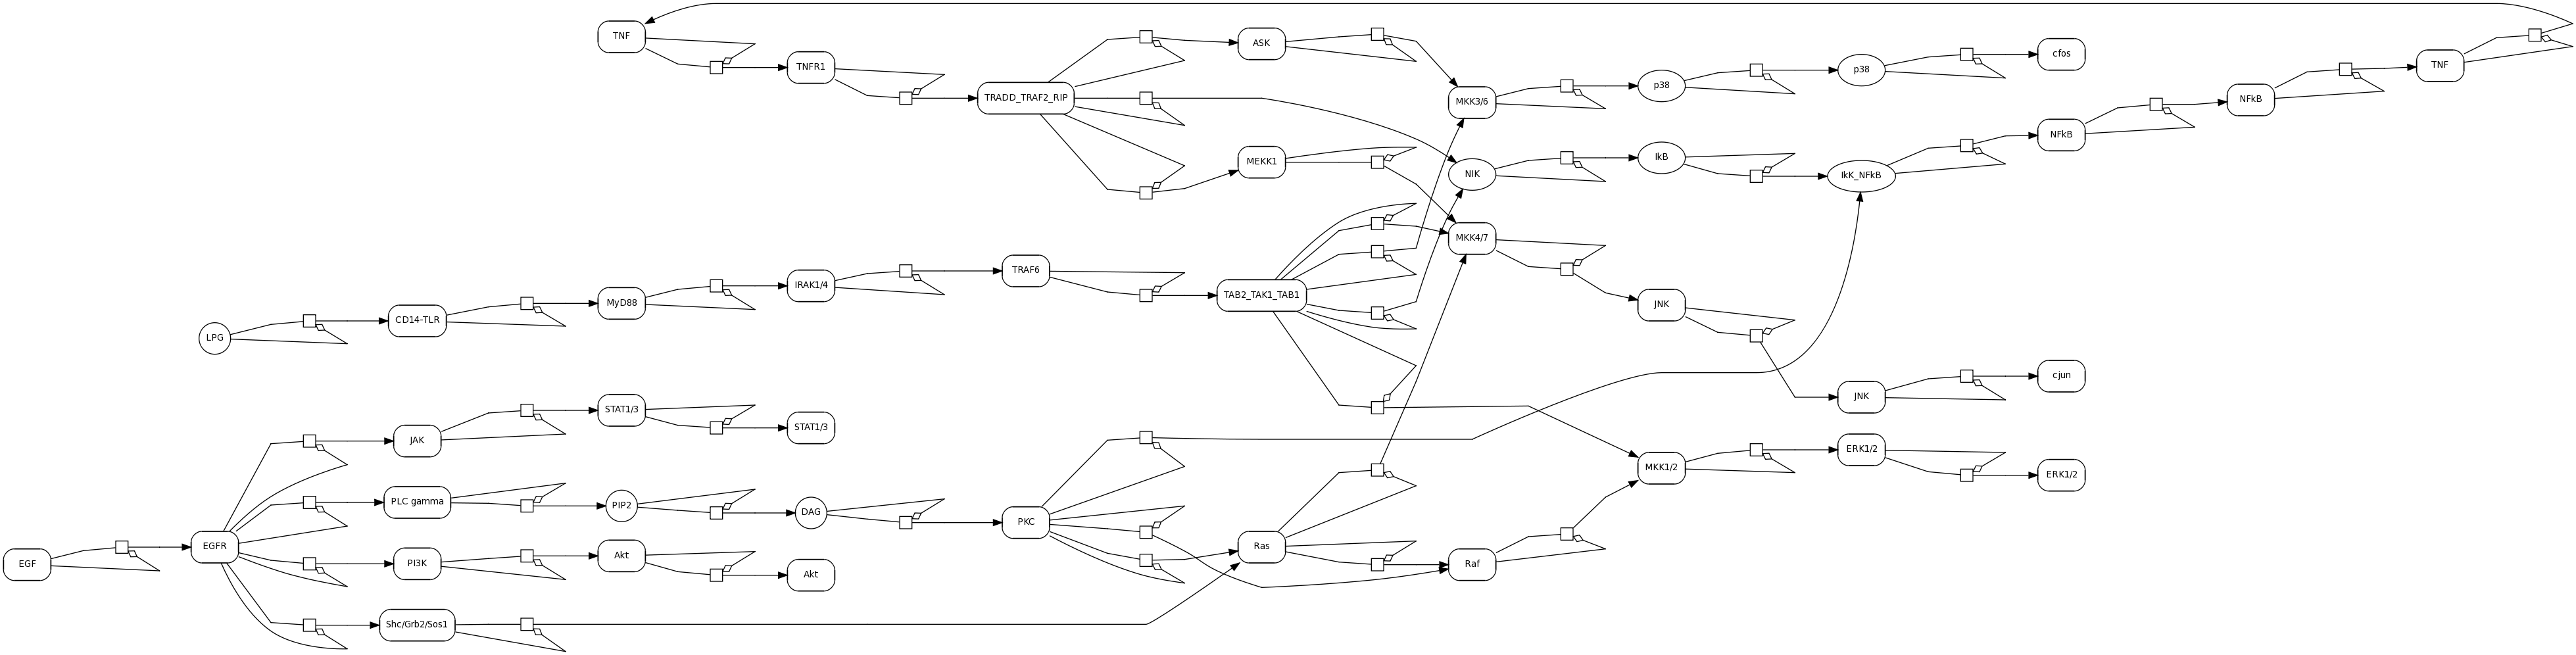 TNF
ASK
cfos
TNFR1
p38
p38
TNF
TRADD_TRAF2_RIP
MKK3/6
NFkB
NFkB
MEKK1
NIK
IkB
IkK_NFkB
MKK4/7
TRAF6
IRAK1/4
TAB2_TAK1_TAB1
MyD88
JNK
CD14-TLR
LPG
cjun
JNK
STAT1/3
STAT1/3
JAK
ERK1/2
MKK1/2
ERK1/2
PLC gamma
PIP2
DAG
PKC
EGFR
Ras
Akt
EGF
PI3K
Raf
Akt
Shc/Grb2/Sos1